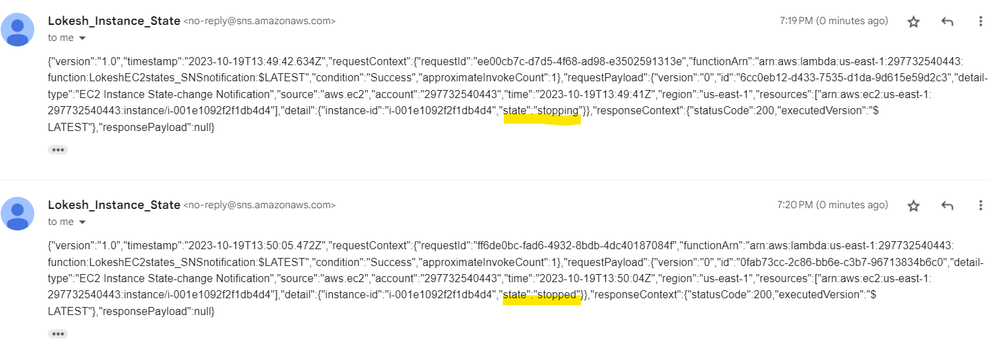 Lokesh_Instance_State <no-reply@sns.amazonaws.com> 7:19 PM (0 minutes ago)
to me
{"version":"1.0","timestamp":"2023-10-19T13:49:42.634Z","requestContext":{"requestId":"ee00cb7c-d7d5-4f68-ad98-e3502591313e","functionArn":"arn:aws:lambda:us-east-1:297732540443:
function:LokeshEC2states_SNSnotification:$LATEST","condition":"Success","approximateInvokeCount":1},"requestPayload":{"version":"0","id":"6cc0eb12-d433-7535-d1da-9d615e59d2c3","detail-
type":"EC2 Instance State-change Notification","source":"aws.ec2","account":"297732540443","time":"2023-10-19T13:49:41Z","region":"us-east-1","resources":["arn:aws:ec2:us-east-1:
297732540443:instance/i-001e1092f2f1db4d4"],"detail":{"instance-id":"i-001e1092f2f1db4d4","state":"stopping"}},"responseContext":{"statusCode":200,"executedVersion":"$
LATEST"},"responsePayload":null}
Lokesh_Instance_State <no-reply@sns.amazonaws.com> 7:20 PM (0 minutes ago)
to me
{"version":"1.0","timestamp":"2023-10-19T13:50:05.472Z","requestContext":{"requestId":"ff6de0bc-fad6-4932-8bdb-4dc40187084f","functionArn":"arn:aws:lambda:us-east-1:297732540443:
function:LokeshEC2states_SNSnotification:$LATEST","condition":"Success","approximateInvokeCount":1},"requestPayload":{"version":"0","id":"0fab73cc-2c86-bb6e-c3b7-96713834b6c0","detail-
type":"EC2 Instance State-change Notification","source":"aws.ec2","account":"297732540443","time":"2023-10-19T13:50:04Z","region":"us-east-1","resources":["arn:aws:ec2:us-east-1:
297732540443:instance/i-001e1092f2f1db4d4"],"detail":{"instance-id":"i-001e1092f2f1db4d4","state":"stopped"}},"responseContext":{"statusCode":200,"executedVersion":"$
LATEST"},"responsePayload":null}